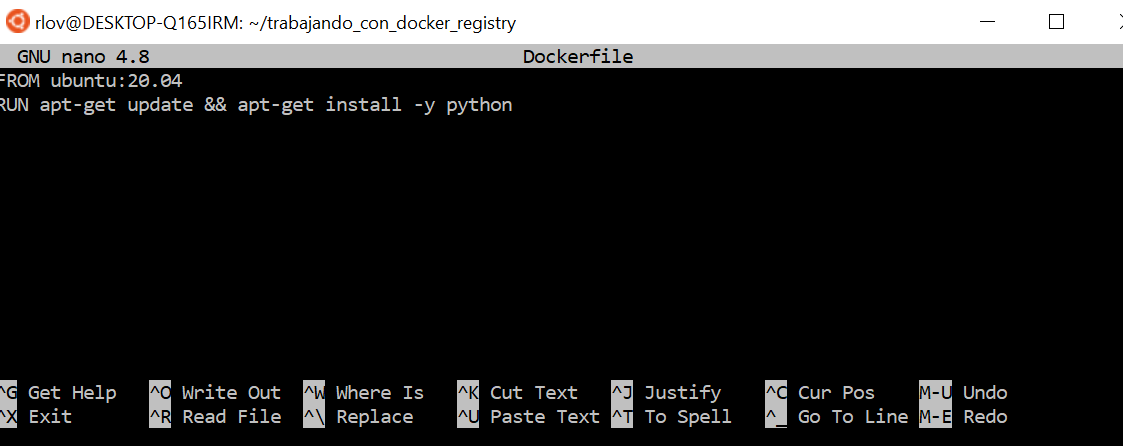 rlov@DESKTOP-Q165IRM: ~/trabajando_con_docker_registry
GNU nano 4.8 Dockerfile
FROM ubuntu:20.04
RUN apt-get update && apt-get install -y python
^G Get Help ^O Write Out ^W Where Is ^K Cut Text ^J Justify ^C Cur Pos M-U Undo
^X Exit ^R Read File ^\ Replace ^U Paste Text ^T To Spell ^_ Go To Line M-E Redo